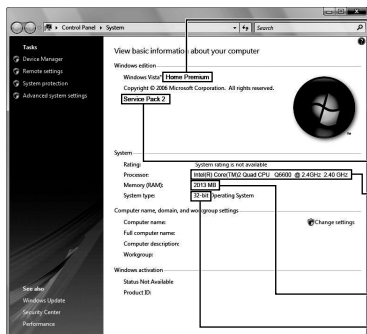 Control Panel ▸ System
Search
Tasks
Device Manager
Remote settings
System protection
Advanced system settings
See also
Windows Update
Security Center
Performance
View basic information about your computer
Windows edition
Windows Vista™ Home Premium
Copyright © 2006 Microsoft Corporation. All rights reserved.
Service Pack 2
System
Rating: System rating is not available
Processor: Intel(R) Core(TM)2 Quad CPU Q6600 @ 2.4GHz 2.40 GHz
Memory (RAM): 2013 MB
System type: 32-bit Operating System
Computer name, domain, and workgroup settings
Computer name: Change settings
Full computer name:
Computer description:
Workgroup:
Windows activation
Status Not Available
Product ID: